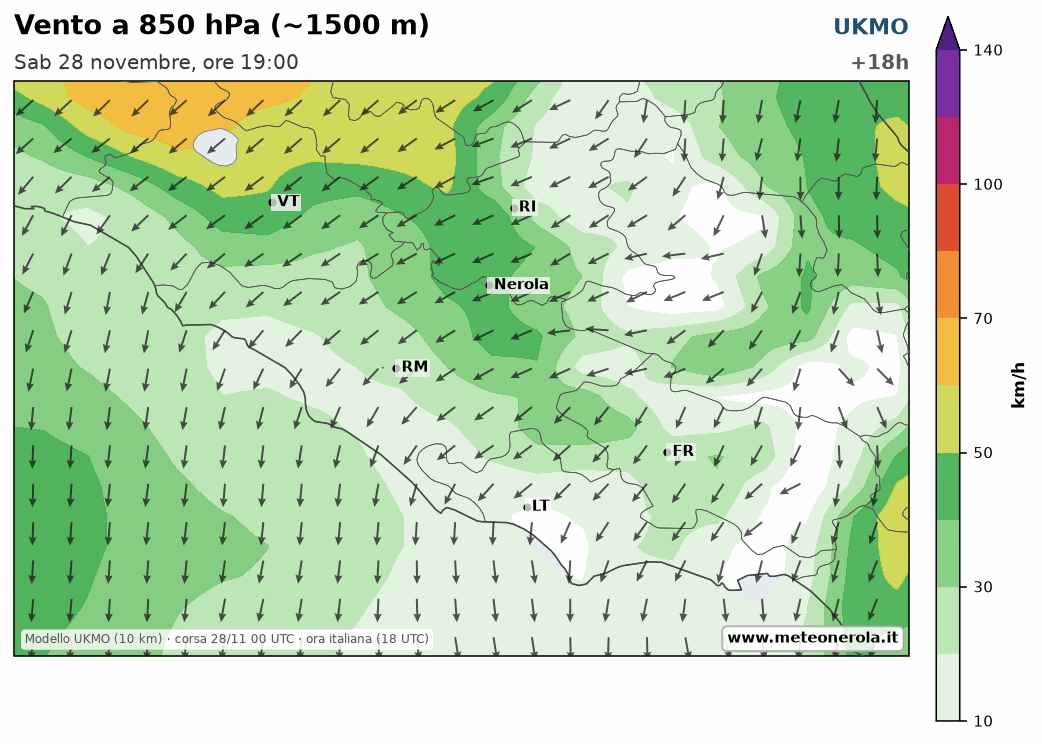 Vento a 850 hPa (~1500 m)
UKMO
Sab 28 novembre, ore 19:00
+18h
140
100
70
50
30
10
km/h
VT
RI
Nerola
RM
FR
LT
Modello UKMO (10 km) · corsa 28/11 00 UTC · ora italiana (18 UTC)
www.meteonerola.it